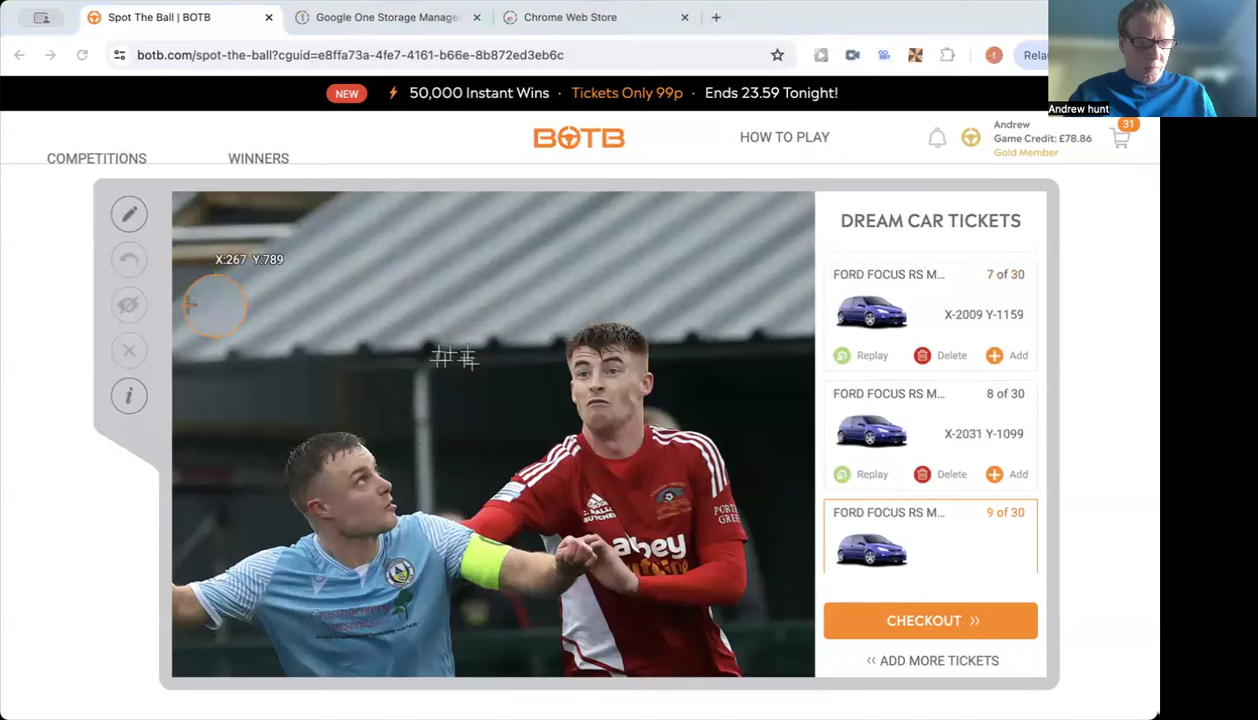 Spot The Ball | BOTB
Google One Storage Manage
Chrome Web Store
botb.com/spot-the-ball?cguid=e8ffa73a-4fe7-4161-b66e-8b872ed3eb6c
Relau
Andrew hunt
NEW 50,000 Instant Wins · Tickets Only 99p · Ends 23.59 Tonight!
COMPETITIONS
WINNERS
BOTB
HOW TO PLAY
Andrew
Game Credit: £78.86
Gold Member
31
X:267 Y:789
DREAM CAR TICKETS
FORD FOCUS RS M... 7 of 30
X-2009 Y-1159
Replay Delete Add
FORD FOCUS RS M... 8 of 30
X-2031 Y-1099
Replay Delete Add
FORD FOCUS RS M... 9 of 30
CHECKOUT »
« ADD MORE TICKETS
abey